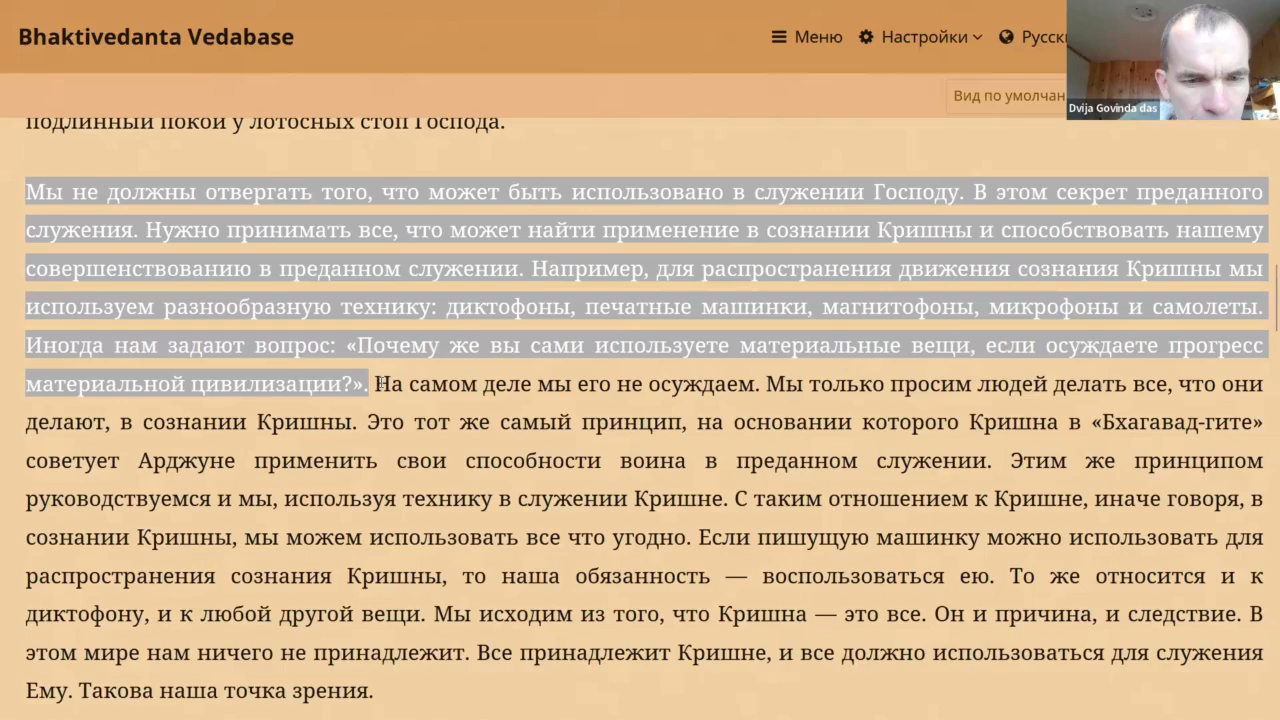 Bhaktivedanta Vedabase
Меню
Настройки
Русск
Вид по умолчан
Dvija Govinda das
подлинный покой у лотосных стоп Господа.
Мы не должны отвергать того, что может быть использовано в служении Господу. В этом секрет преданного
служения. Нужно принимать все, что может найти применение в сознании Кришны и способствовать нашему
совершенствованию в преданном служении. Например, для распространения движения сознания Кришны мы
используем разнообразную технику: диктофоны, печатные машинки, магнитофоны, микрофоны и самолеты.
Иногда нам задают вопрос: «Почему же вы сами используете материальные вещи, если осуждаете прогресс
материальной цивилизации?». На самом деле мы его не осуждаем. Мы только просим людей делать все, что они
делают, в сознании Кришны. Это тот же самый принцип, на основании которого Кришна в «Бхагавад-гите»
советует Арджуне применить свои способности воина в преданном служении. Этим же принципом
руководствуемся и мы, используя технику в служении Кришне. С таким отношением к Кришне, иначе говоря, в
сознании Кришны, мы можем использовать все что угодно. Если пишущую машинку можно использовать для
распространения сознания Кришны, то наша обязанность — воспользоваться ею. То же относится и к
диктофону, и к любой другой вещи. Мы исходим из того, что Кришна — это все. Он и причина, и следствие. В
этом мире нам ничего не принадлежит. Все принадлежит Кришне, и все должно использоваться для служения
Ему. Такова наша точка зрения.